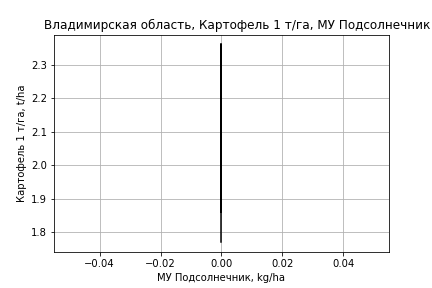 Владимирская область, Картофель 1 т/га, МУ Подсолнечник
Картофель 1 т/га, t/ha
2.3
2.2
2.1
2.0
1.9
1.8
−0.04 −0.02 0.00 0.02 0.04
МУ Подсолнечник, kg/ha